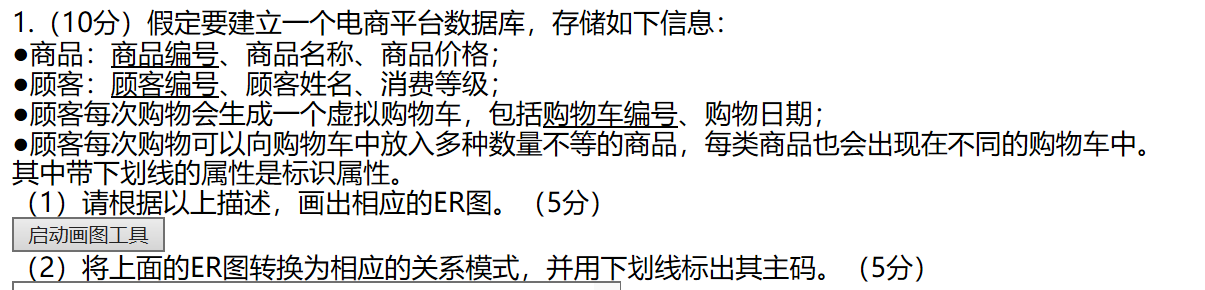 1.（10分）假定要建立一个电商平台数据库，存储如下信息：
●商品：商品编号、商品名称、商品价格；
●顾客：顾客编号、顾客姓名、消费等级；
●顾客每次购物会生成一个虚拟购物车，包括购物车编号、购物日期；
●顾客每次购物可以向购物车中放入多种数量不等的商品，每类商品也会出现在不同的购物车中。
其中带下划线的属性是标识属性。
（1）请根据以上描述，画出相应的ER图。（5分）
启动画图工具
（2）将上面的ER图转换为相应的关系模式，并用下划线标出其主码。（5分）